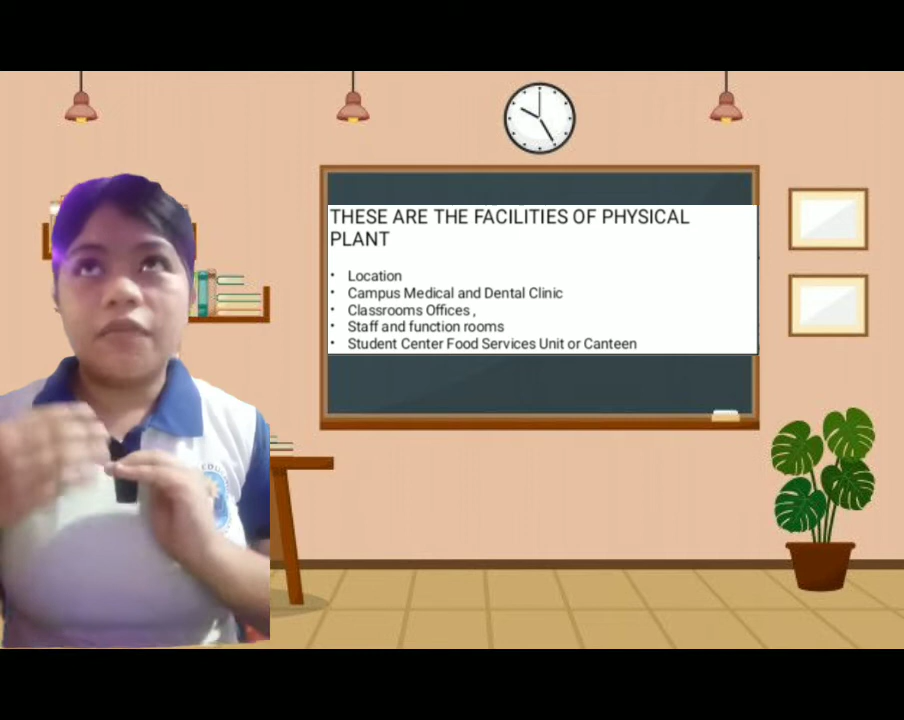 THESE ARE THE FACILITIES OF PHYSICAL
PLANT
• Location
• Campus Medical and Dental Clinic
• Classrooms Offices ,
• Staff and function rooms
• Student Center Food Services Unit or Canteen